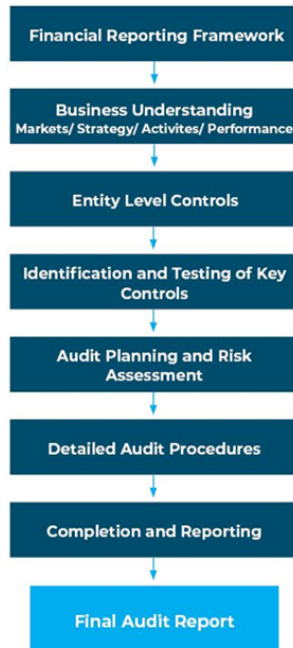 Financial Reporting Framework
Business Understanding
Markets/ Strategy/ Activites/ Performance
Entity Level Controls
Identification and Testing of Key
Controls
Audit Planning and Risk
Assessment
Detailed Audit Procedures
Completion and Reporting
Final Audit Report